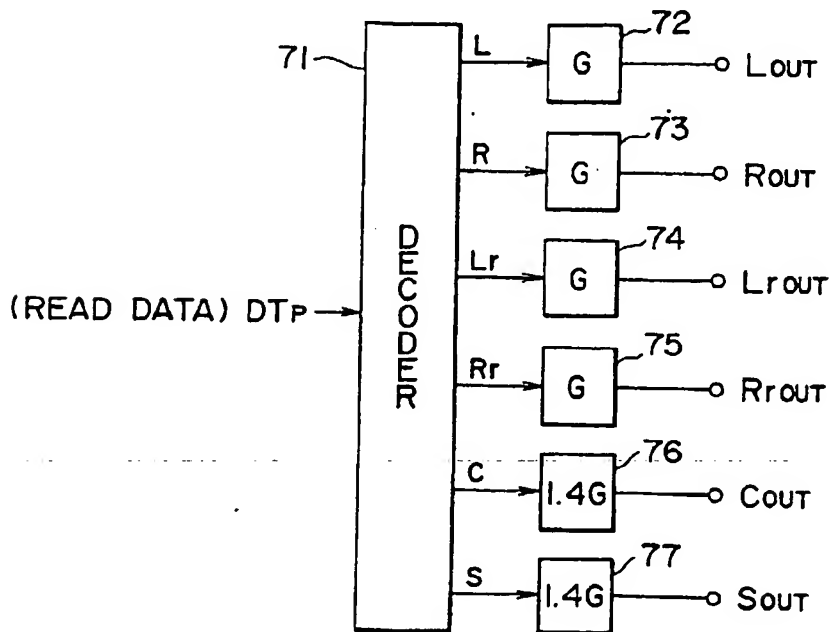 72
71
L
G
LOUT
73
R
G
ROUT
74
Lr
G
LrOUT
(READ DATA) DTP
DECODER
75
Rr
G
RrOUT
76
C
1.4G
COUT
77
S
1.4G
SOUT